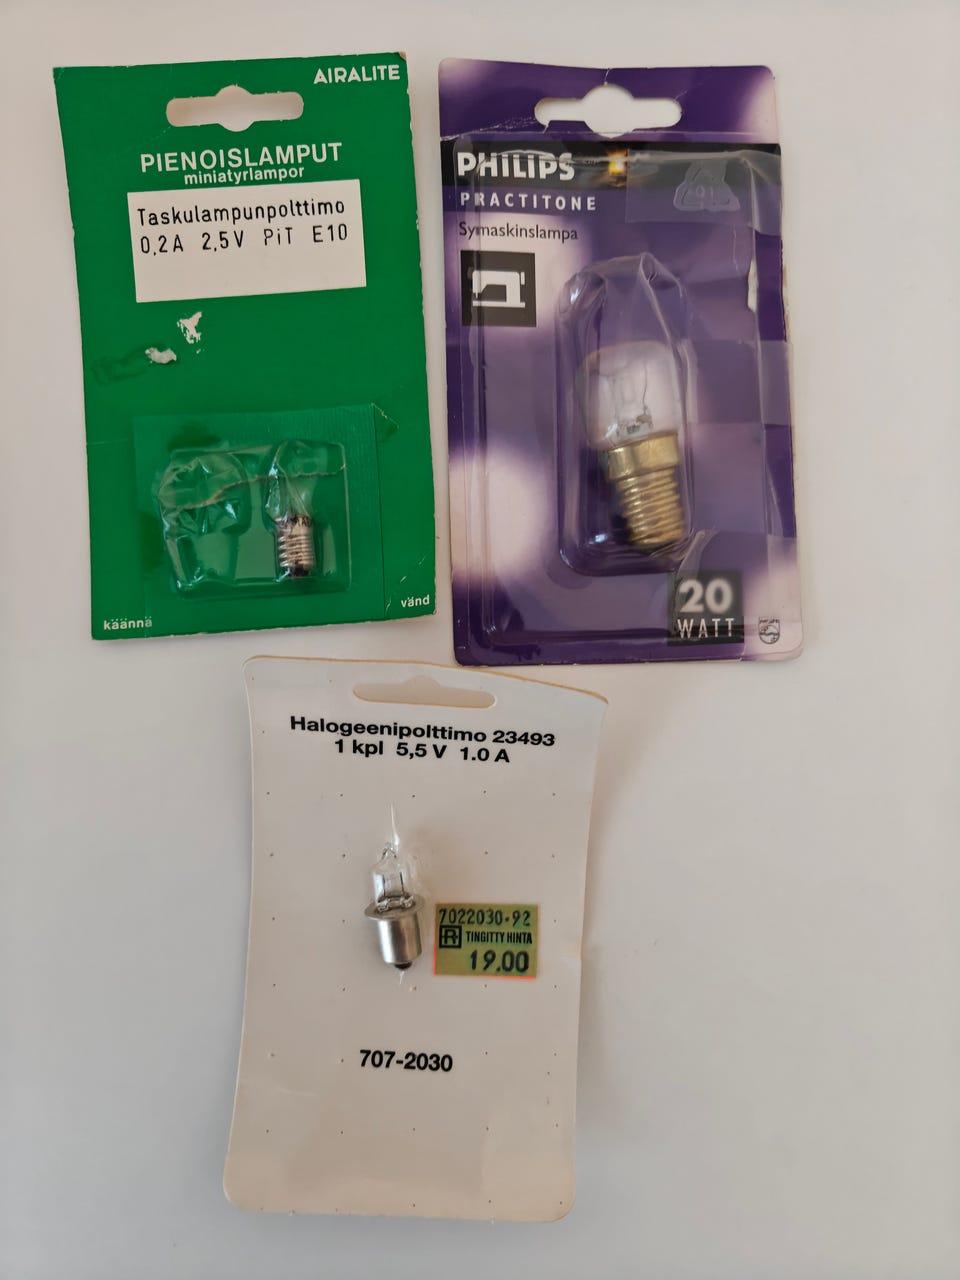 AIRALITE
PIENOISLAMPUT
miniatyrlampor
Taskulampunpolttimo
0,2A 2,5V PiT E10
käännä
vänd
PHILIPS
PRACTITONE
Symaskinslampa
91
20
WATT
Halogeenipolttimo 23493
1 kpl 5,5 V 1.0 A
7022030-92
R TINGITTY HINTA
19.00
707-2030